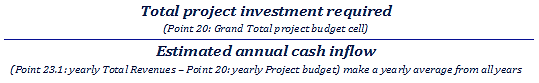 Total project investment required
(Point 20: Grand Total project budget cell)
Estimated annual cash inflow
(Point 23.1: yearly Total Revenues – Point 20: yearly Project budget) make a yearly average from all years